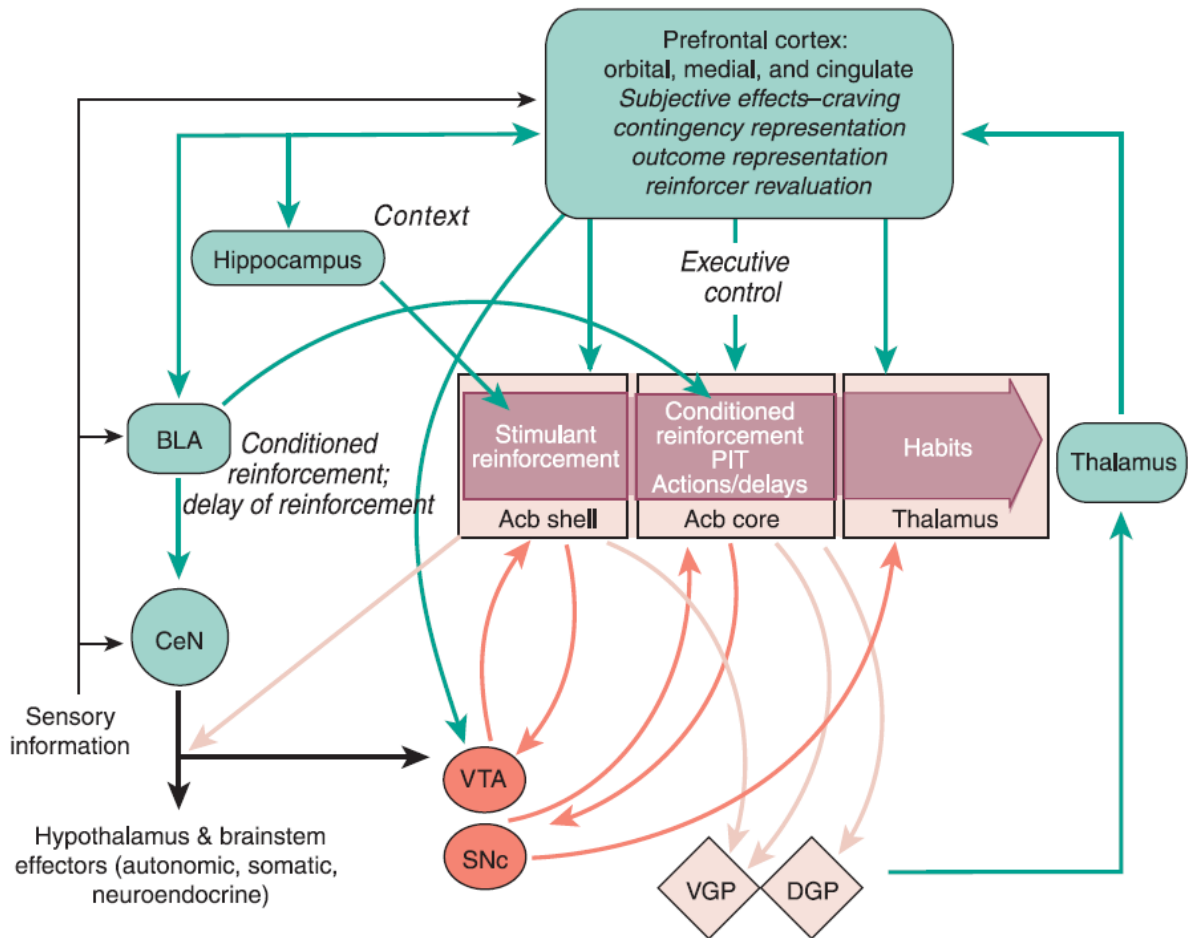 Prefrontal cortex:
orbital, medial, and cingulate
Subjective effects–craving
contingency representation
outcome representation
reinforcer revaluation
Context
Hippocampus
Executive
control
BLA
Conditioned
reinforcement;
delay of reinforcement
Stimulant
reinforcement
Acb shell
Conditioned
reinforcement
PIT
Actions/delays
Acb core
Habits
Thalamus
Thalamus
CeN
Sensory
information
VTA
SNc
Hypothalamus & brainstem
effectors (autonomic, somatic,
neuroendocrine)
VGP
DGP